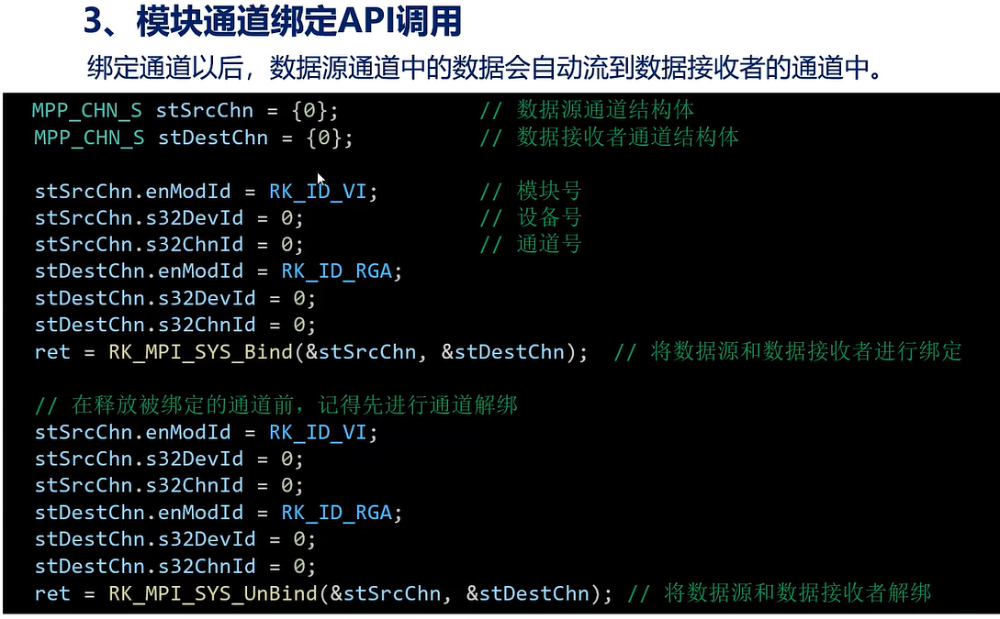 3、模块通道绑定API调用
绑定通道以后，数据源通道中的数据会自动流到数据接收者的通道中。
MPP_CHN_S stSrcChn = {0};            // 数据源通道结构体
MPP_CHN_S stDestChn = {0};           // 数据接收者通道结构体
stSrcChn.enModId = RK_ID_VI;         // 模块号
stSrcChn.s32DevId = 0;               // 设备号
stSrcChn.s32ChnId = 0;               // 通道号
stDestChn.enModId = RK_ID_RGA;
stDestChn.s32DevId = 0;
stDestChn.s32ChnId = 0;
ret = RK_MPI_SYS_Bind(&stSrcChn, &stDestChn);  // 将数据源和数据接收者进行绑定
// 在释放被绑定的通道前，记得先进行通道解绑
stSrcChn.enModId = RK_ID_VI;
stSrcChn.s32DevId = 0;
stSrcChn.s32ChnId = 0;
stDestChn.enModId = RK_ID_RGA;
stDestChn.s32DevId = 0;
stDestChn.s32ChnId = 0;
ret = RK_MPI_SYS_UnBind(&stSrcChn, &stDestChn); // 将数据源和数据接收者解绑